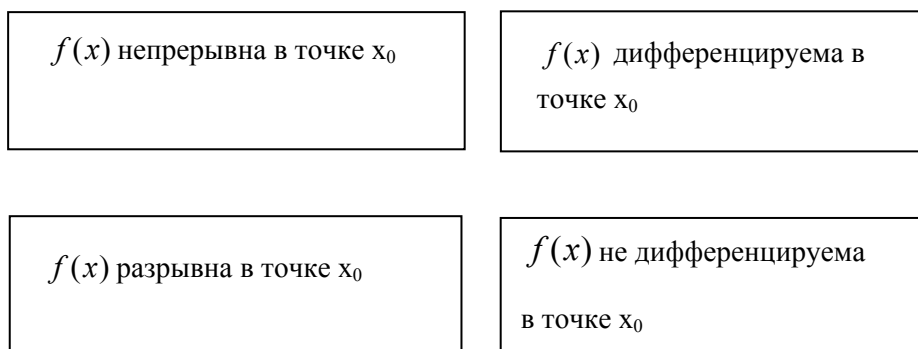 f(x) непрерывна в точке x₀
f(x) дифференцируема в
точке x₀
f(x) разрывна в точке x₀
f(x) не дифференцируема
в точке x₀